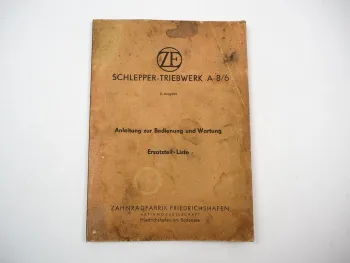 ZF
SCHLEPPER-TRIEBWERK A-8/6
2. Ausgabe
Anleitung zur Bedienung und Wartung
Ersatzteil-Liste
ZAHNRADFABRIK FRIEDRICHSHAFEN
AKTIENGESELLSCHAFT
Friedrichshafen am Bodensee